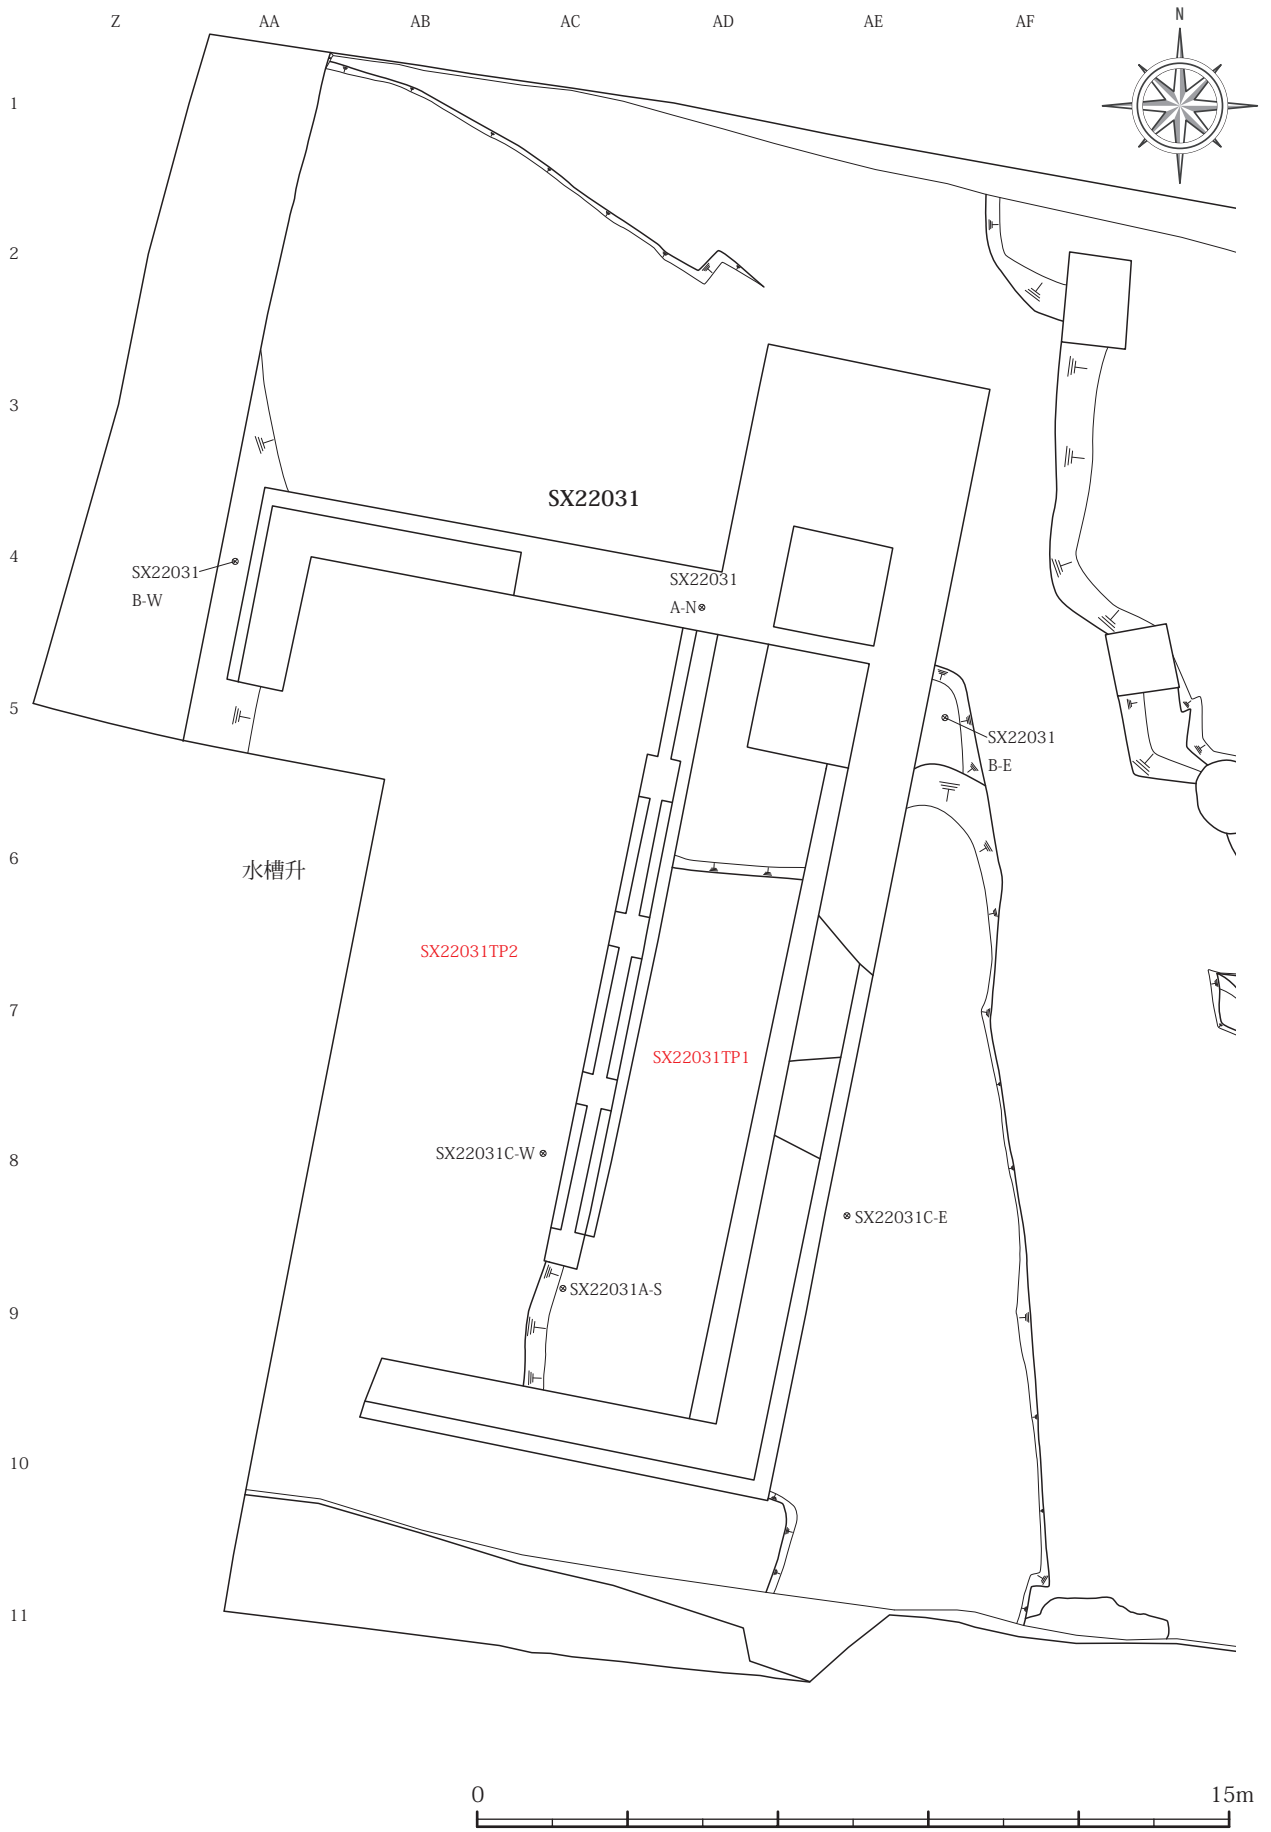 Z AA AB AC AD AE AF N
1
2
3
SX22031
4
SX22031
B-W
SX22031
A-N
5
SX22031
B-E
6
水槽升
SX22031TP2
7
SX22031TP1
8
SX22031C-W
SX22031C-E
9
SX22031A-S
10
11
0 15m